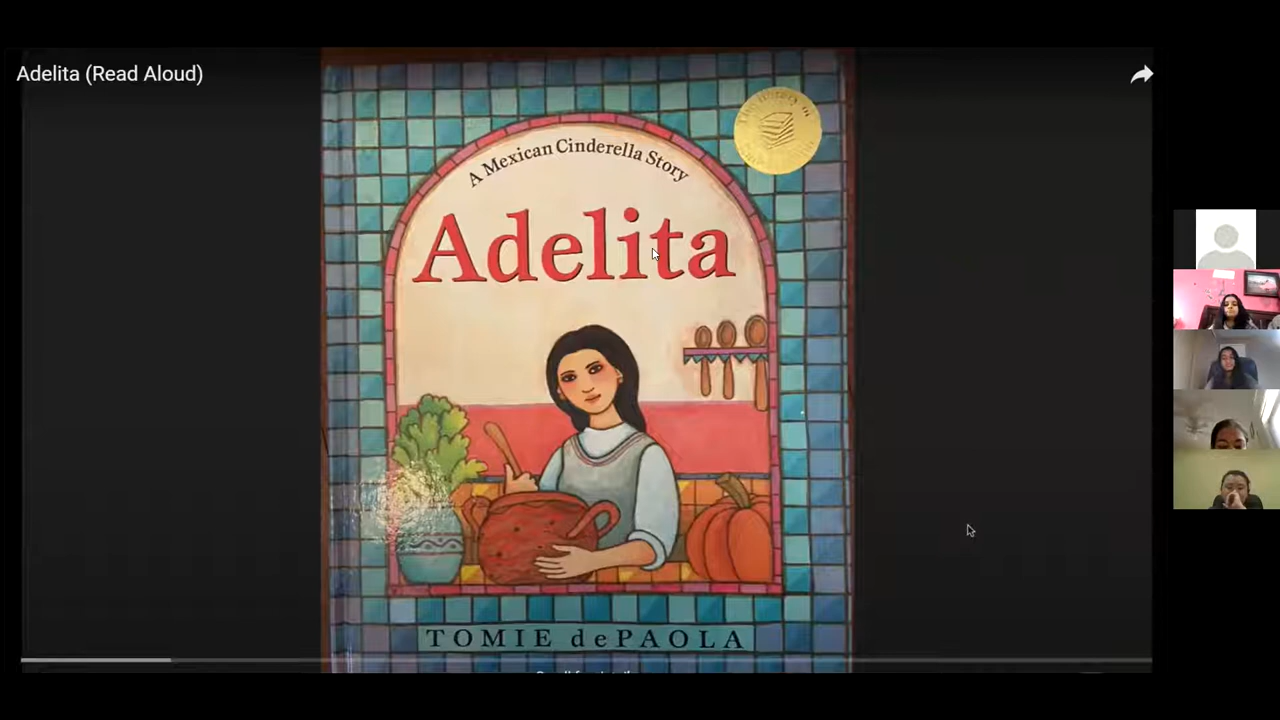 Adelita (Read Aloud)
A Mexican Cinderella Story
Adelita
TOMIE dePAOLA